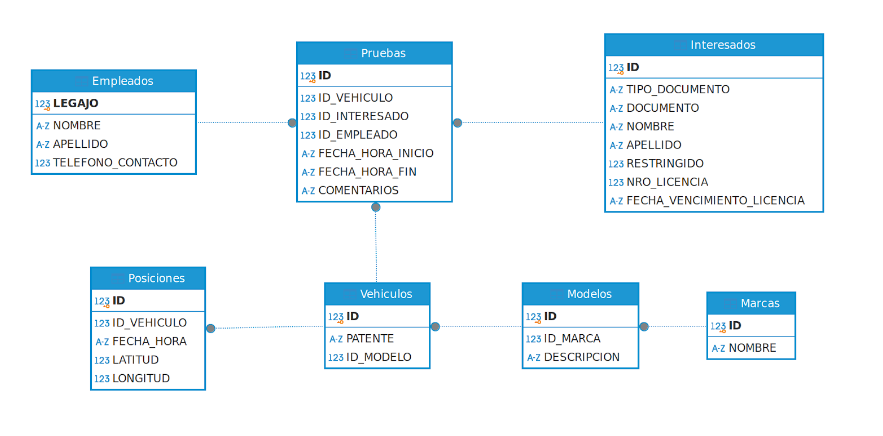 Empleados
123 LEGAJO
A-Z NOMBRE
A-Z APELLIDO
123 TELEFONO_CONTACTO
Pruebas
123 ID
123 ID_VEHICULO
123 ID_INTERESADO
123 ID_EMPLEADO
A-Z FECHA_HORA_INICIO
A-Z FECHA_HORA_FIN
A-Z COMENTARIOS
Interesados
123 ID
A-Z TIPO_DOCUMENTO
A-Z DOCUMENTO
A-Z NOMBRE
A-Z APELLIDO
123 RESTRINGIDO
123 NRO_LICENCIA
A-Z FECHA_VENCIMIENTO_LICENCIA
Posiciones
123 ID
123 ID_VEHICULO
A-Z FECHA_HORA
123 LATITUD
123 LONGITUD
Vehiculos
123 ID
A-Z PATENTE
123 ID_MODELO
Modelos
123 ID
123 ID_MARCA
A-Z DESCRIPCION
Marcas
123 ID
A-Z NOMBRE